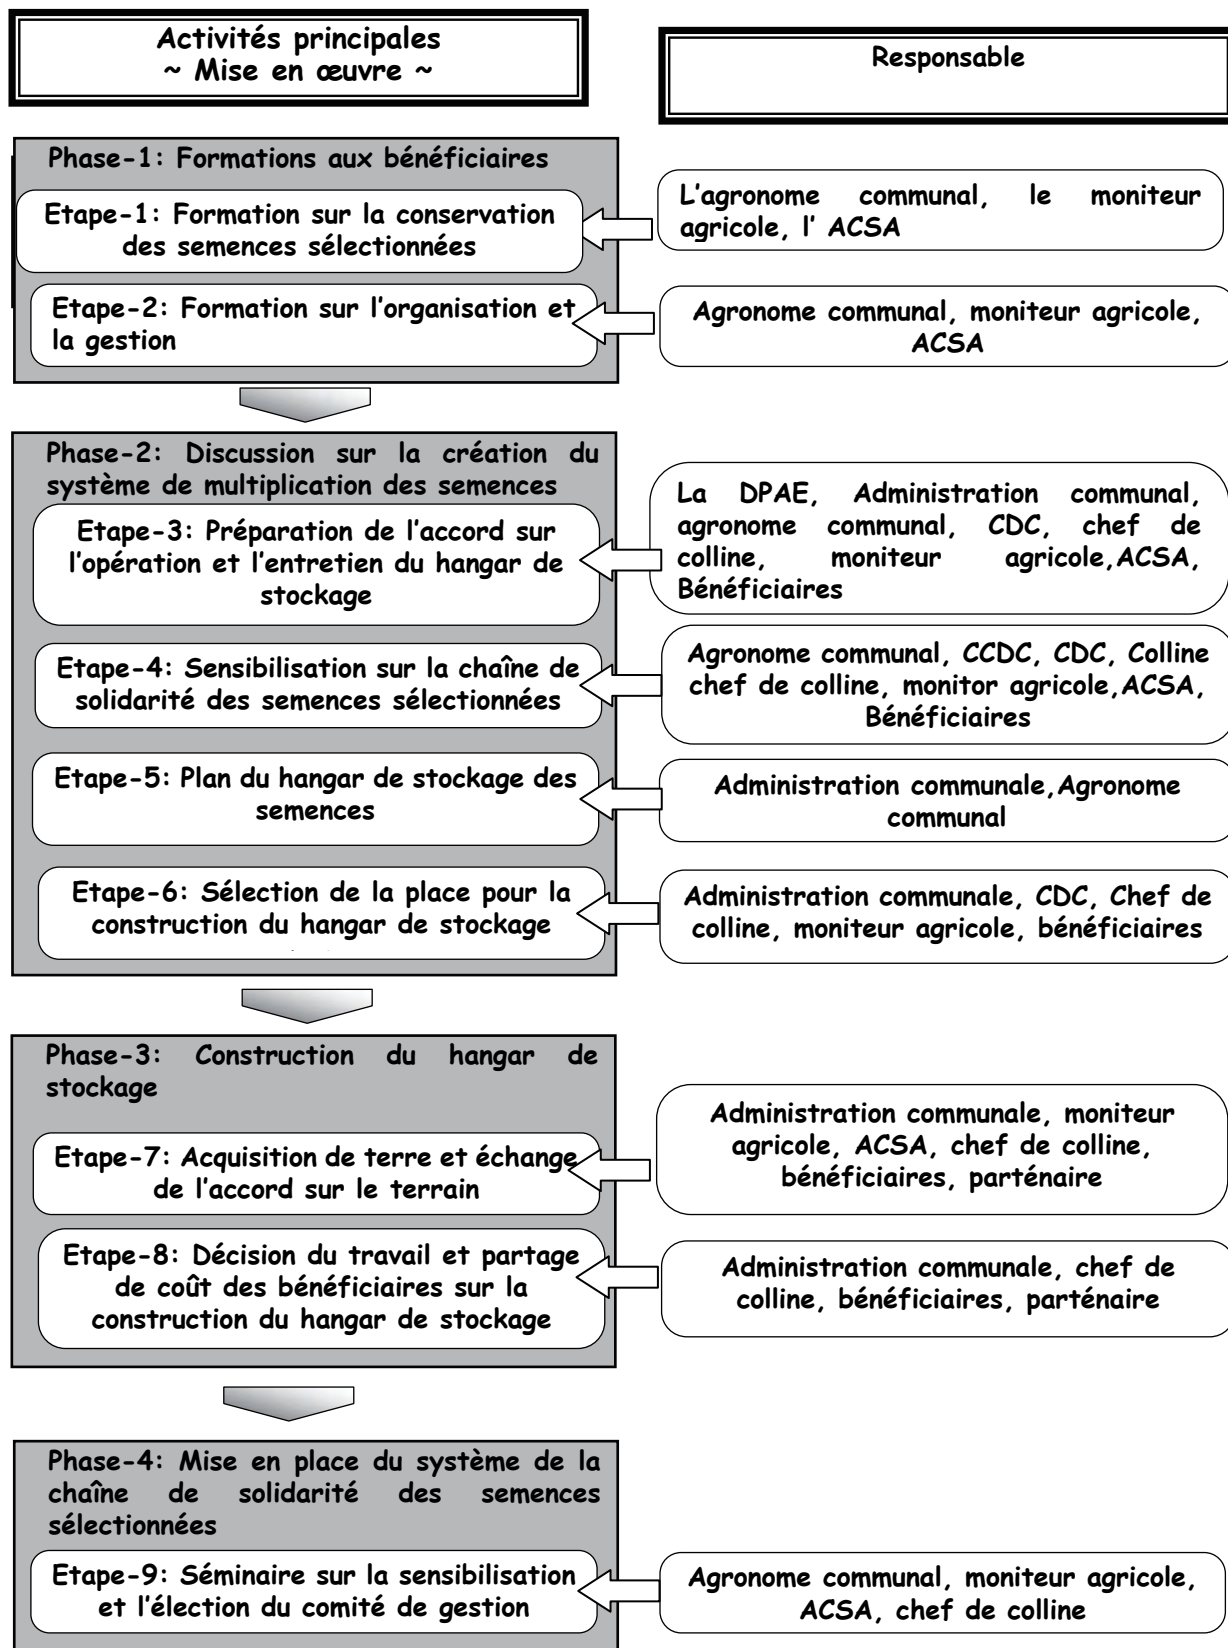 Activités principales
~ Mise en œuvre ~
Responsable
Phase-1: Formations aux bénéficiaires
Etape-1: Formation sur la conservation
des semences sélectionnées
L'agronome communal, le moniteur
agricole, l' ACSA
Etape-2: Formation sur l'organisation et
la gestion
Agronome communal, moniteur agricole,
ACSA
Phase-2: Discussion sur la création du
système de multiplication des semences
Etape-3: Préparation de l'accord sur
l'opération et l'entretien du hangar de
stockage
La DPAE, Administration communal,
agronome communal, CDC, chef de
colline, moniteur agricole,ACSA,
Bénéficiaires
Etape-4: Sensibilisation sur la chaîne de
solidarité des semences sélectionnées
Agronome communal, CCDC, CDC, Colline
chef de colline, monitor agricole,ACSA,
Bénéficiaires
Etape-5: Plan du hangar de stockage des
semences
Administration communale,Agronome
communal
Etape-6: Sélection de la place pour la
construction du hangar de stockage
Administration communale, CDC, Chef de
colline, moniteur agricole, bénéficiaires
Phase-3: Construction du hangar de
stockage
Etape-7: Acquisition de terre et échange
de l'accord sur le terrain
Administration communale, moniteur
agricole, ACSA, chef de colline,
bénéficiaires, parténaire
Etape-8: Décision du travail et partage
de coût des bénéficiaires sur la
construction du hangar de stockage
Administration communale, chef de
colline, bénéficiaires, parténaire
Phase-4: Mise en place du système de la
chaîne de solidarité des semences
sélectionnées
Etape-9: Séminaire sur la sensibilisation
et l'élection du comité de gestion
Agronome communal, moniteur agricole,
ACSA, chef de colline